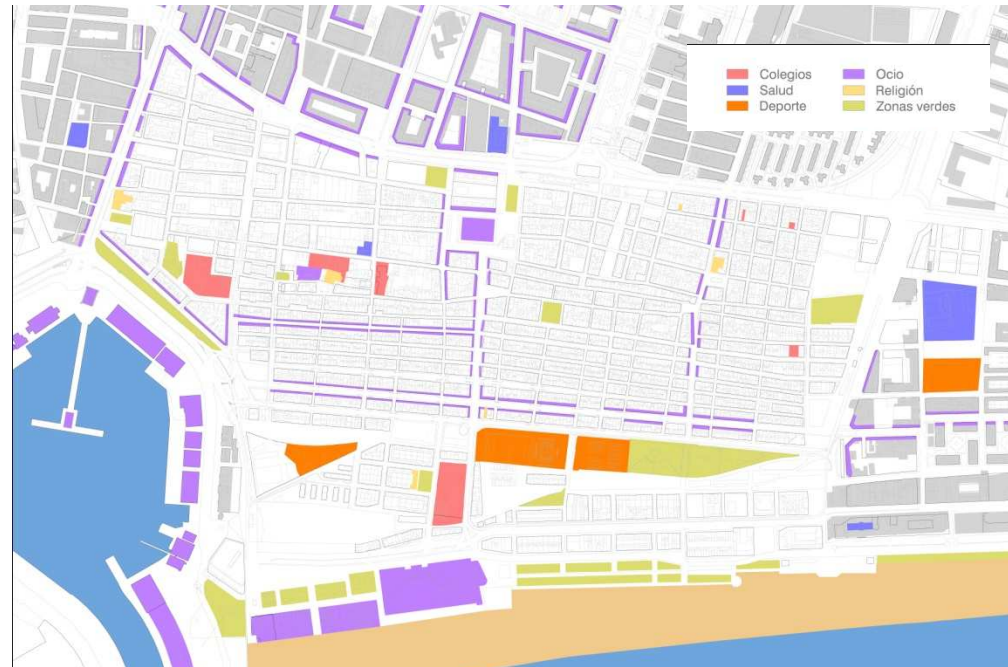 Colegios
Salud
Deporte
Ocio
Religión
Zonas verdes